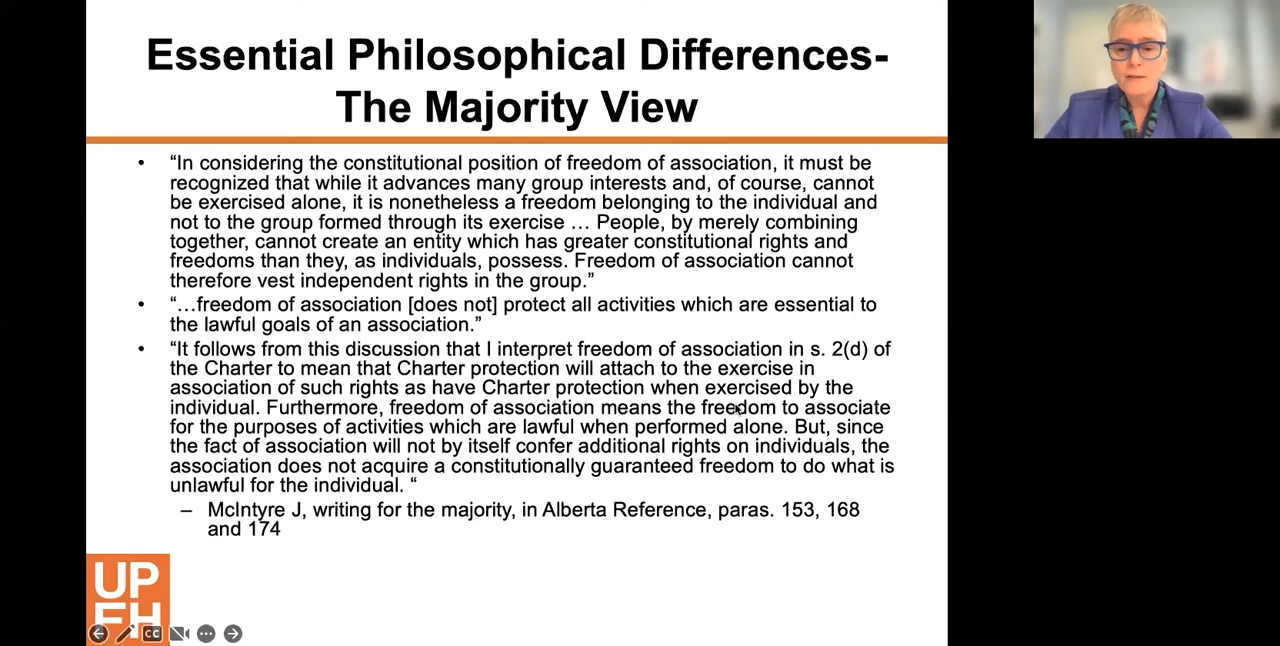 Essential Philosophical Differences-
The Majority View
• “In considering the constitutional position of freedom of association, it must be
recognized that while it advances many group interests and, of course, cannot
be exercised alone, it is nonetheless a freedom belonging to the individual and
not to the group formed through its exercise … People, by merely combining
together, cannot create an entity which has greater constitutional rights and
freedoms than they, as individuals, possess. Freedom of association cannot
therefore vest independent rights in the group.”
• “…freedom of association [does not] protect all activities which are essential to
the lawful goals of an association.”
• “It follows from this discussion that I interpret freedom of association in s. 2(d) of
the Charter to mean that Charter protection will attach to the exercise in
association of such rights as have Charter protection when exercised by the
individual. Furthermore, freedom of association means the freedom to associate
for the purposes of activities which are lawful when performed alone. But, since
the fact of association will not by itself confer additional rights on individuals, the
association does not acquire a constitutionally guaranteed freedom to do what is
unlawful for the individual. “
– McIntyre J, writing for the majority, in Alberta Reference, paras. 153, 168
and 174
UP
FH
CC